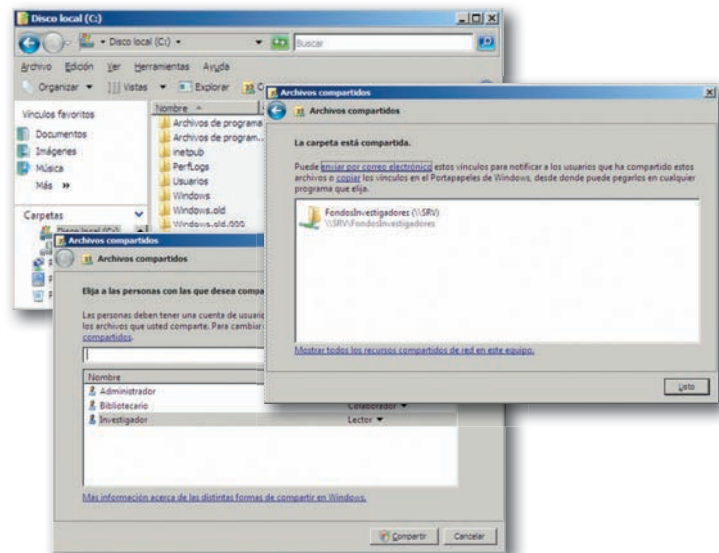 Disco local (C:)
Disco local (C:)
Buscar
Archivo Edición Ver Herramientas Ayuda
Organizar Vistas Explorar
Vínculos favoritos
Documentos
Imágenes
Música
Más »
Carpetas
Disco local (C:)
Nombre
Archivos de programa
Archivos de program...
inetpub
PerfLogs
Usuarios
Windows
Windows.old
Windows.old.000
Archivos compartidos
Archivos compartidos
La carpeta está compartida.
Puede enviar por correo electrónico estos vínculos para notificar a los usuarios que ha compartido estos
archivos o copiar los vínculos en el Portapapeles de Windows, desde donde puede pegarlos en cualquier
programa que elija.
FondosInvestigadores (\\SRV)
\\SRV\FondosInvestigadores
Mostrar todos los recursos compartidos de red en este equipo.
Listo
Archivos compartidos
Archivos compartidos
Elija a las personas con las que desea
Las personas deben tener una cuenta de
los archivos que usted comparte. Para cambiar
compartidos.
Nombre
Administrador
Bibliotecario Colaborador
Investigador Lector
Más información acerca de las distintas formas de compartir en Windows.
Compartir Cancelar